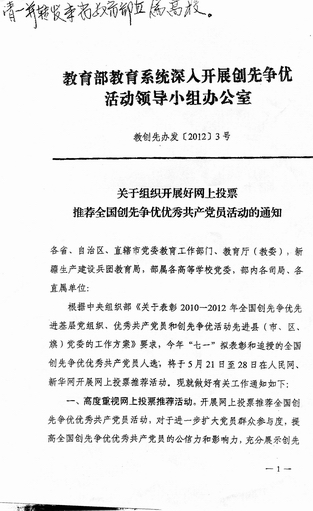 教育部教育系统深入开展创先争优
活动领导小组办公室
教创先办发〔2012〕3号
关于组织开展好网上投票
推荐全国创先争优优秀共产党员活动的通知
各省、自治区、直辖市党委教育工作部门、教育厅（教委），新
疆生产建设兵团教育局，部属各高等学校党委，部内各司局、各
直属单位：
根据中央组织部《关于表彰2010—2012年全国创先争优先
进基层党组织，优秀共产党员和创先争优活动先进县（市、区、
旗）党委的工作方案》要求，今年“七一”拟表彰和追授的全国
创先争优优秀共产党员人选，将于5月21日至28日在人民网、
新华网开展网上投票推荐活动，现就做好有关工作通知如下：
一、高度重视网上投票推荐活动。开展网上投票推荐全国创
先争优优秀共产党员活动，对于进一步扩大党员群众参与度，提
高全国创先争优优秀共产党员的公信力和影响力，充分展示创先
—1—